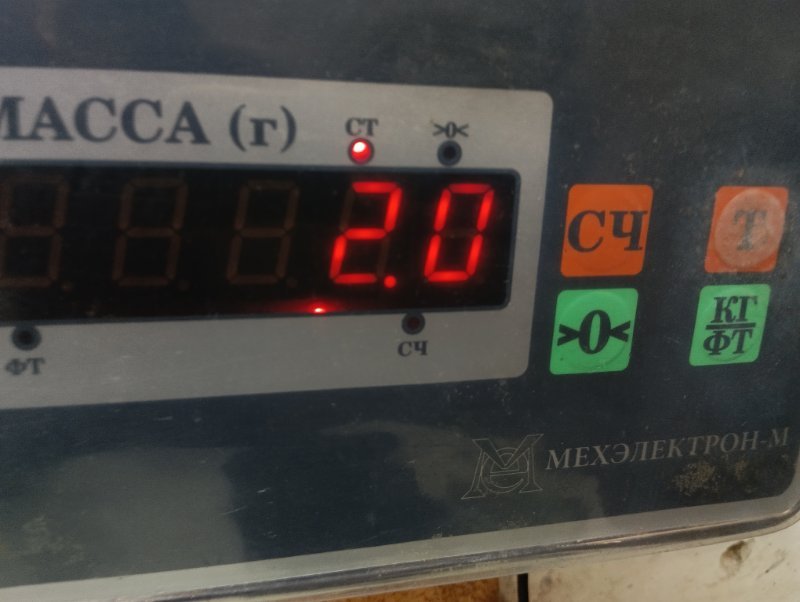 МАССА (г)
СТ
>0<
2.0
ФТ
СЧ
СЧ
Т
>0<
КГ
ФТ
МЕХЭЛЕКТРОН-М